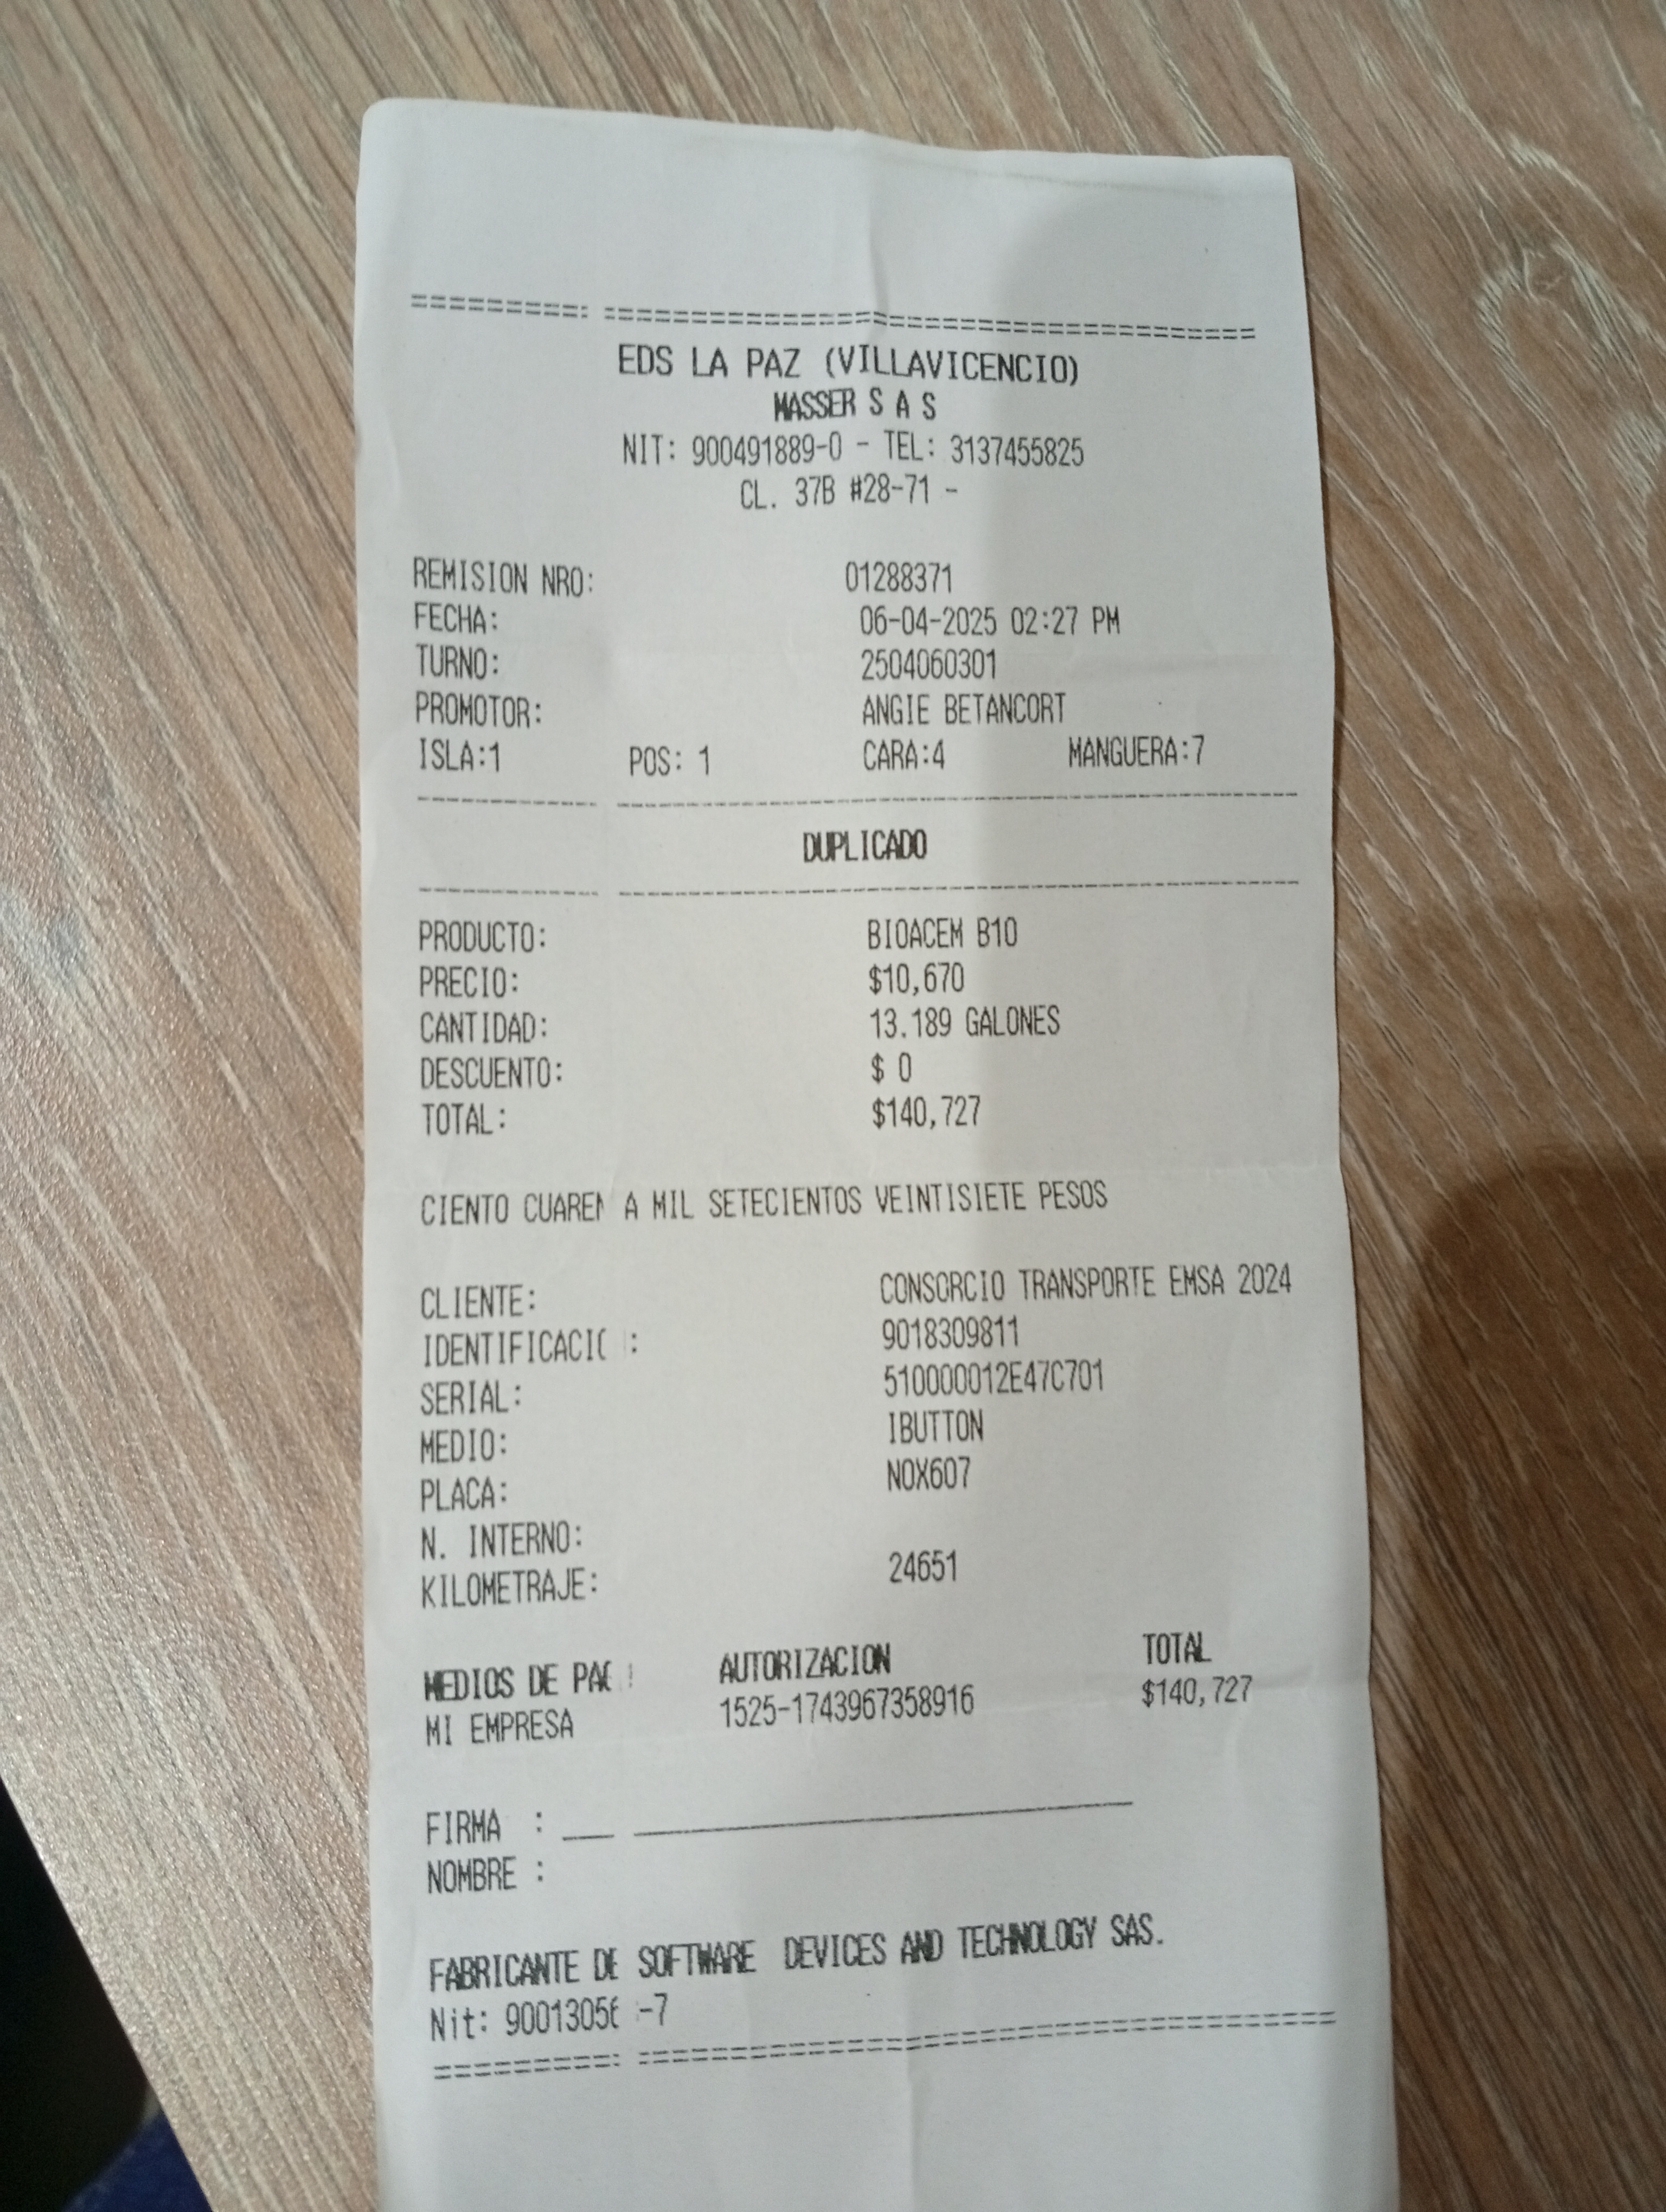 EDS LA PAZ (VILLAVICENCIO)
MASSER S A S
NIT: 900491889-0 - TEL: 3137455825
CL. 37B #28-71 -
REMISION NRO: 01288371
FECHA: 06-04-2025 02:27 PM
TURNO: 2504060301
PROMOTOR: ANGIE BETANCORT
ISLA:1 POS: 1 CARA:4 MANGUERA:7
DUPLICADO
PRODUCTO: BIOACEM B10
PRECIO: $10,670
CANTIDAD: 13.189 GALONES
DESCUENTO: $ 0
TOTAL: $140,727
CIENTO CUAREN A MIL SETECIENTOS VEINTISIETE PESOS
CLIENTE: CONSORCIO TRANSPORTE EMSA 2024
IDENTIFICACIO : 9018309811
SERIAL: 510000012E47C701
MEDIO: IBUTTON
PLACA: NOX607
N. INTERNO:
KILOMETRAJE: 24651
MEDIOS DE PAG AUTORIZACION TOTAL
MI EMPRESA 1525-1743967358916 $140,727
FIRMA :
NOMBRE :
FABRICANTE DE SOFTWARE DEVICES AND TECHNOLOGY SAS.
Nit: -7